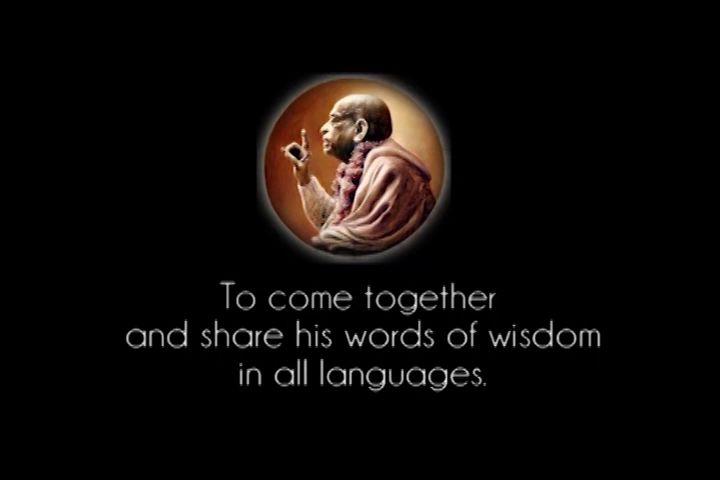 To come together
and share his words of wisdom
in all languages.